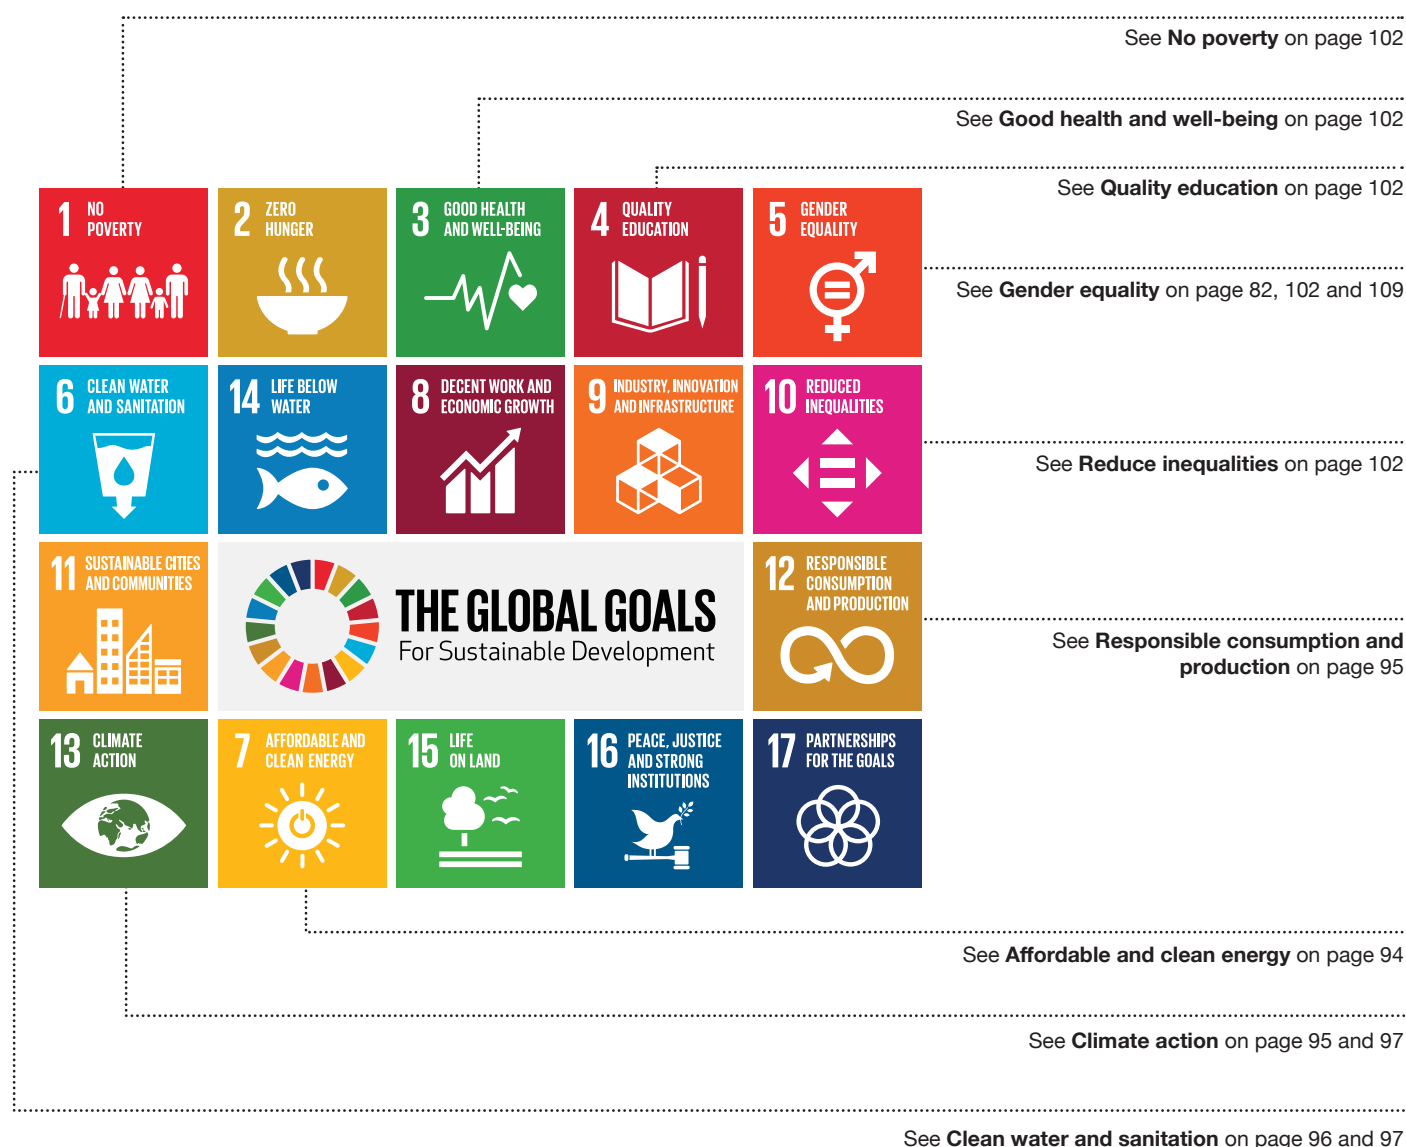 See No poverty on page 102
See Good health and well-being on page 102
See Quality education on page 102
1 NO
POVERTY
2 ZERO
HUNGER
3 GOOD HEALTH
AND WELL-BEING
4 QUALITY
EDUCATION
5 GENDER
EQUALITY
See Gender equality on page 82, 102 and 109
6 CLEAN WATER
AND SANITATION
14 LIFE BELOW
WATER
8 DECENT WORK AND
ECONOMIC GROWTH
9 INDUSTRY, INNOVATION
AND INFRASTRUCTURE
10 REDUCED
INEQUALITIES
See Reduce inequalities on page 102
11 SUSTAINABLE CITIES
AND COMMUNITIES
THE GLOBAL GOALS
For Sustainable Development
12 RESPONSIBLE
CONSUMPTION
AND PRODUCTION
See Responsible consumption and
production on page 95
13 CLIMATE
ACTION
7 AFFORDABLE AND
CLEAN ENERGY
15 LIFE
ON LAND
16 PEACE, JUSTICE
AND STRONG
INSTITUTIONS
17 PARTNERSHIPS
FOR THE GOALS
See Affordable and clean energy on page 94
See Climate action on page 95 and 97
See Clean water and sanitation on page 96 and 97